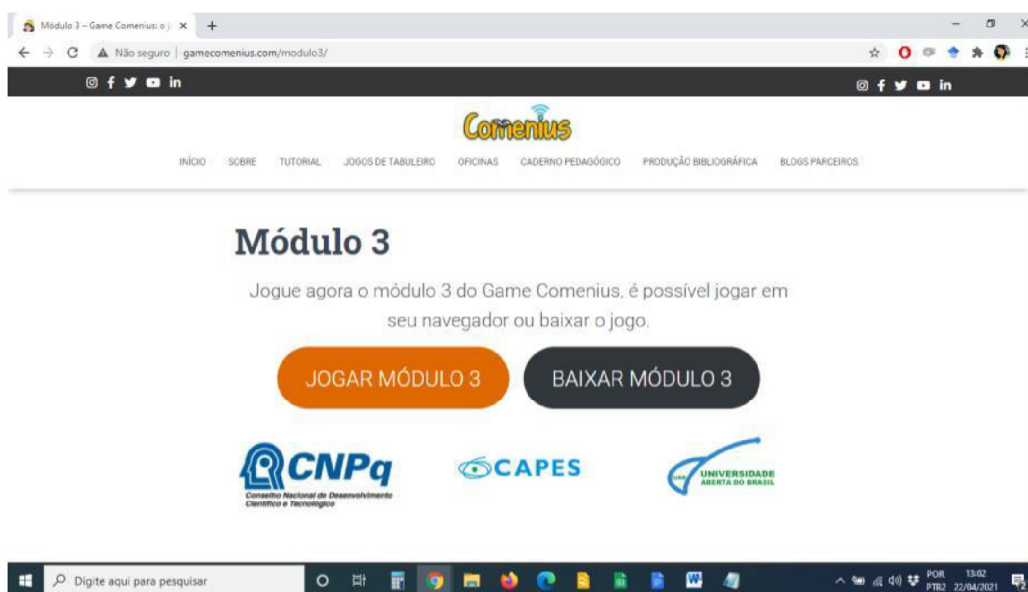 Módulo 3 – Game Comenius: o j
Não seguro | gamecomenius.com/modulo3/
Comenius
INÍCIO SOBRE TUTORIAL JOGOS DE TABULEIRO OFICINAS CADERNO PEDAGÓGICO PRODUÇÃO BIBLIOGRÁFICA BLOGS PARCEIROS
Módulo 3
Jogue agora o módulo 3 do Game Comenius, é possível jogar em
seu navegador ou baixar o jogo.
JOGAR MÓDULO 3 BAIXAR MÓDULO 3
CNPq
Conselho Nacional de Desenvolvimento
Científico e Tecnológico
CAPES
UAB UNIVERSIDADE
ABERTA DO BRASIL
Digite aqui para pesquisar
POR 13:02
PTB2 22/04/2021